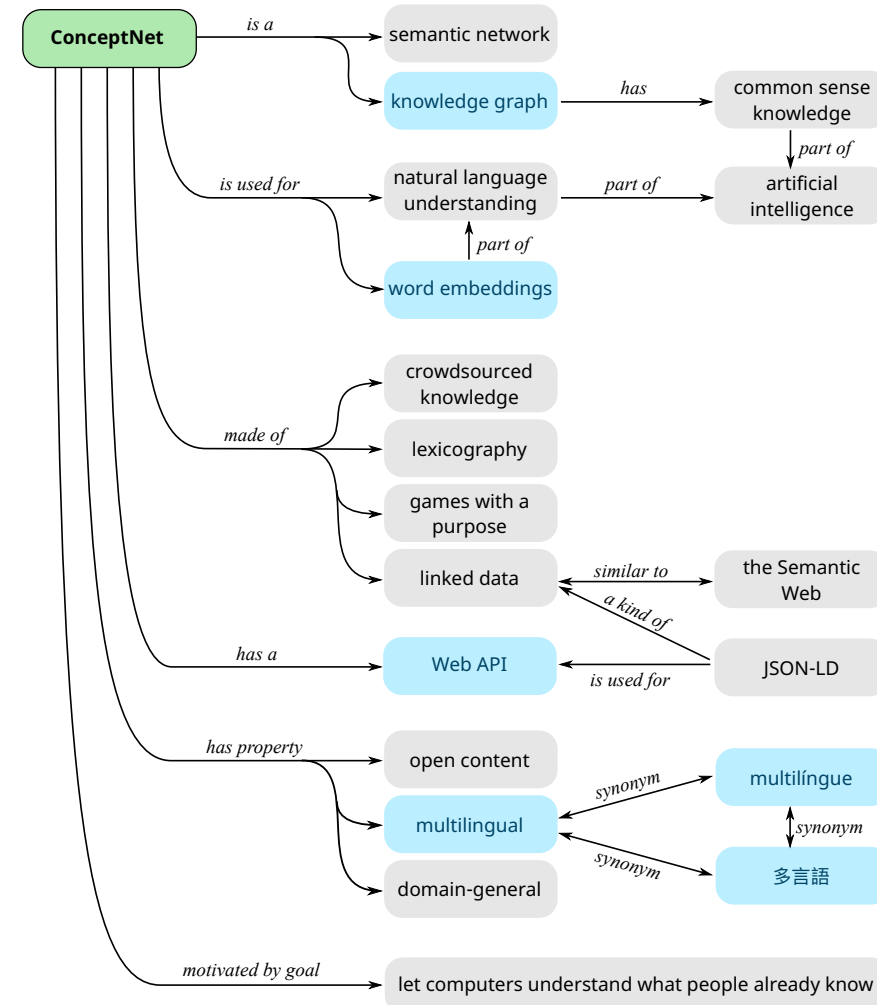 ConceptNet
is a
semantic network
knowledge graph
has
common sense
knowledge
part of
is used for
natural language
understanding
part of
artificial
intelligence
part of
word embeddings
crowdsourced
knowledge
made of
lexicography
games with a
purpose
linked data
similar to
the Semantic
Web
a kind of
has a
Web API
is used for
JSON-LD
has property
open content
synonym
multilíngue
multilingual
synonym
synonym
多言語
domain-general
motivated by goal
let computers understand what people already know